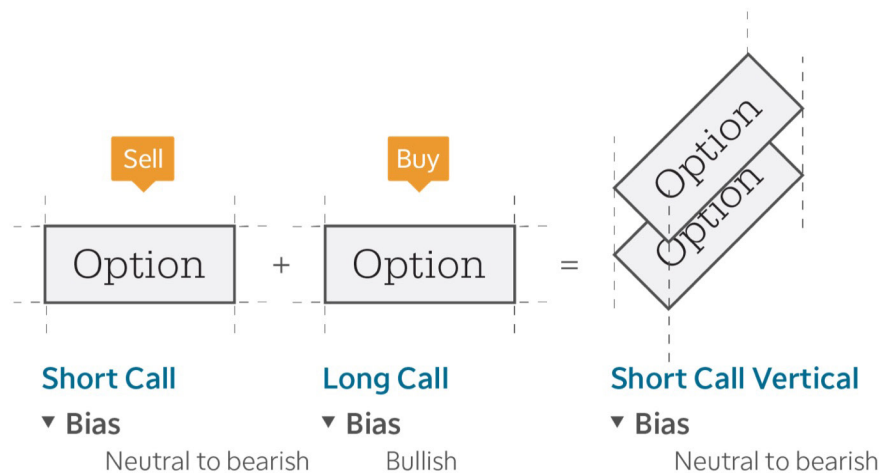 Sell
Buy
Option
Option
+
Option
=
Option
Short Call
Long Call
Short Call Vertical
▼ Bias
▼ Bias
▼ Bias
Neutral to bearish
Bullish
Neutral to bearish